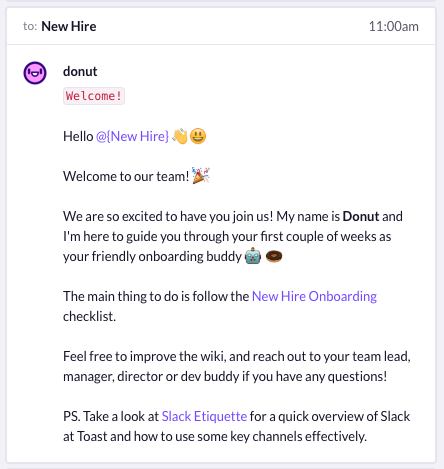 to: New Hire 11:00am
donut
Welcome!
Hello @{New Hire} 👋😃
Welcome to our team! 🎉
We are so excited to have you join us! My name is Donut and
I'm here to guide you through your first couple of weeks as
your friendly onboarding buddy 🤖 🍩
The main thing to do is follow the New Hire Onboarding
checklist.
Feel free to improve the wiki, and reach out to your team lead,
manager, director or dev buddy if you have any questions!
PS. Take a look at Slack Etiquette for a quick overview of Slack
at Toast and how to use some key channels effectively.